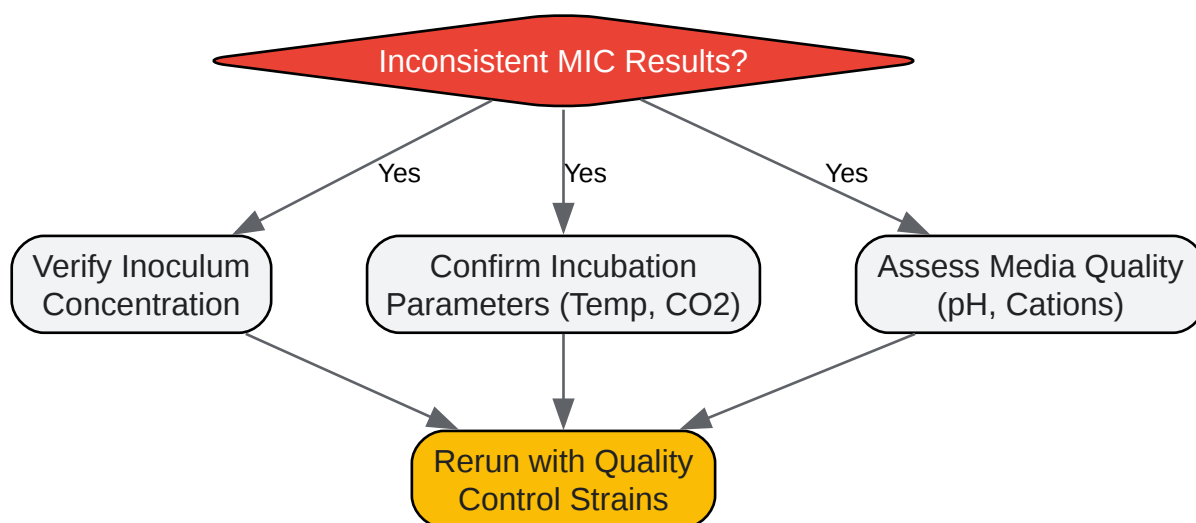 Inconsistent MIC Results?
Yes
Yes
Yes
Verify Inoculum
Concentration
Confirm Incubation
Parameters (Temp, CO2)
Assess Media Quality
(pH, Cations)
Rerun with Quality
Control Strains